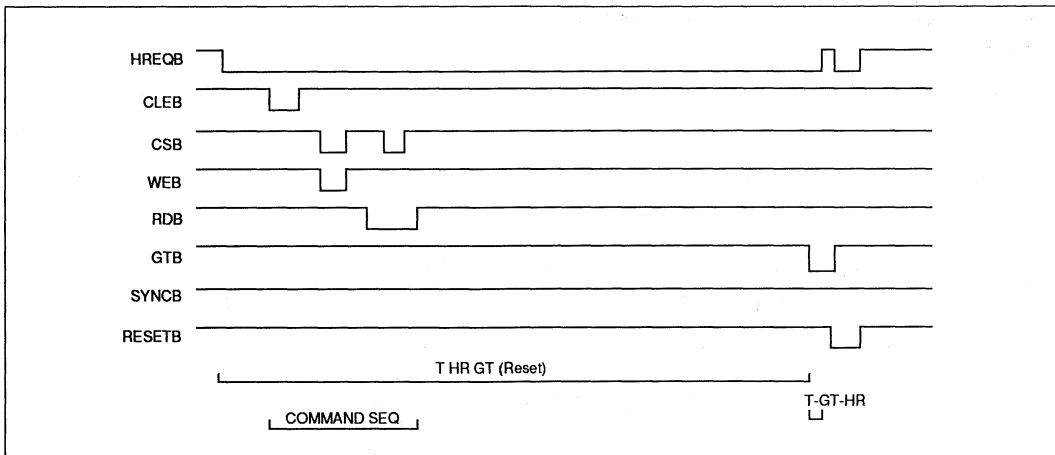 HREQB
CLEB
CSB
WEB
RDB
GTB
SYNCB
RESETB
T HR GT (Reset)
T-GT-HR
COMMAND SEQ